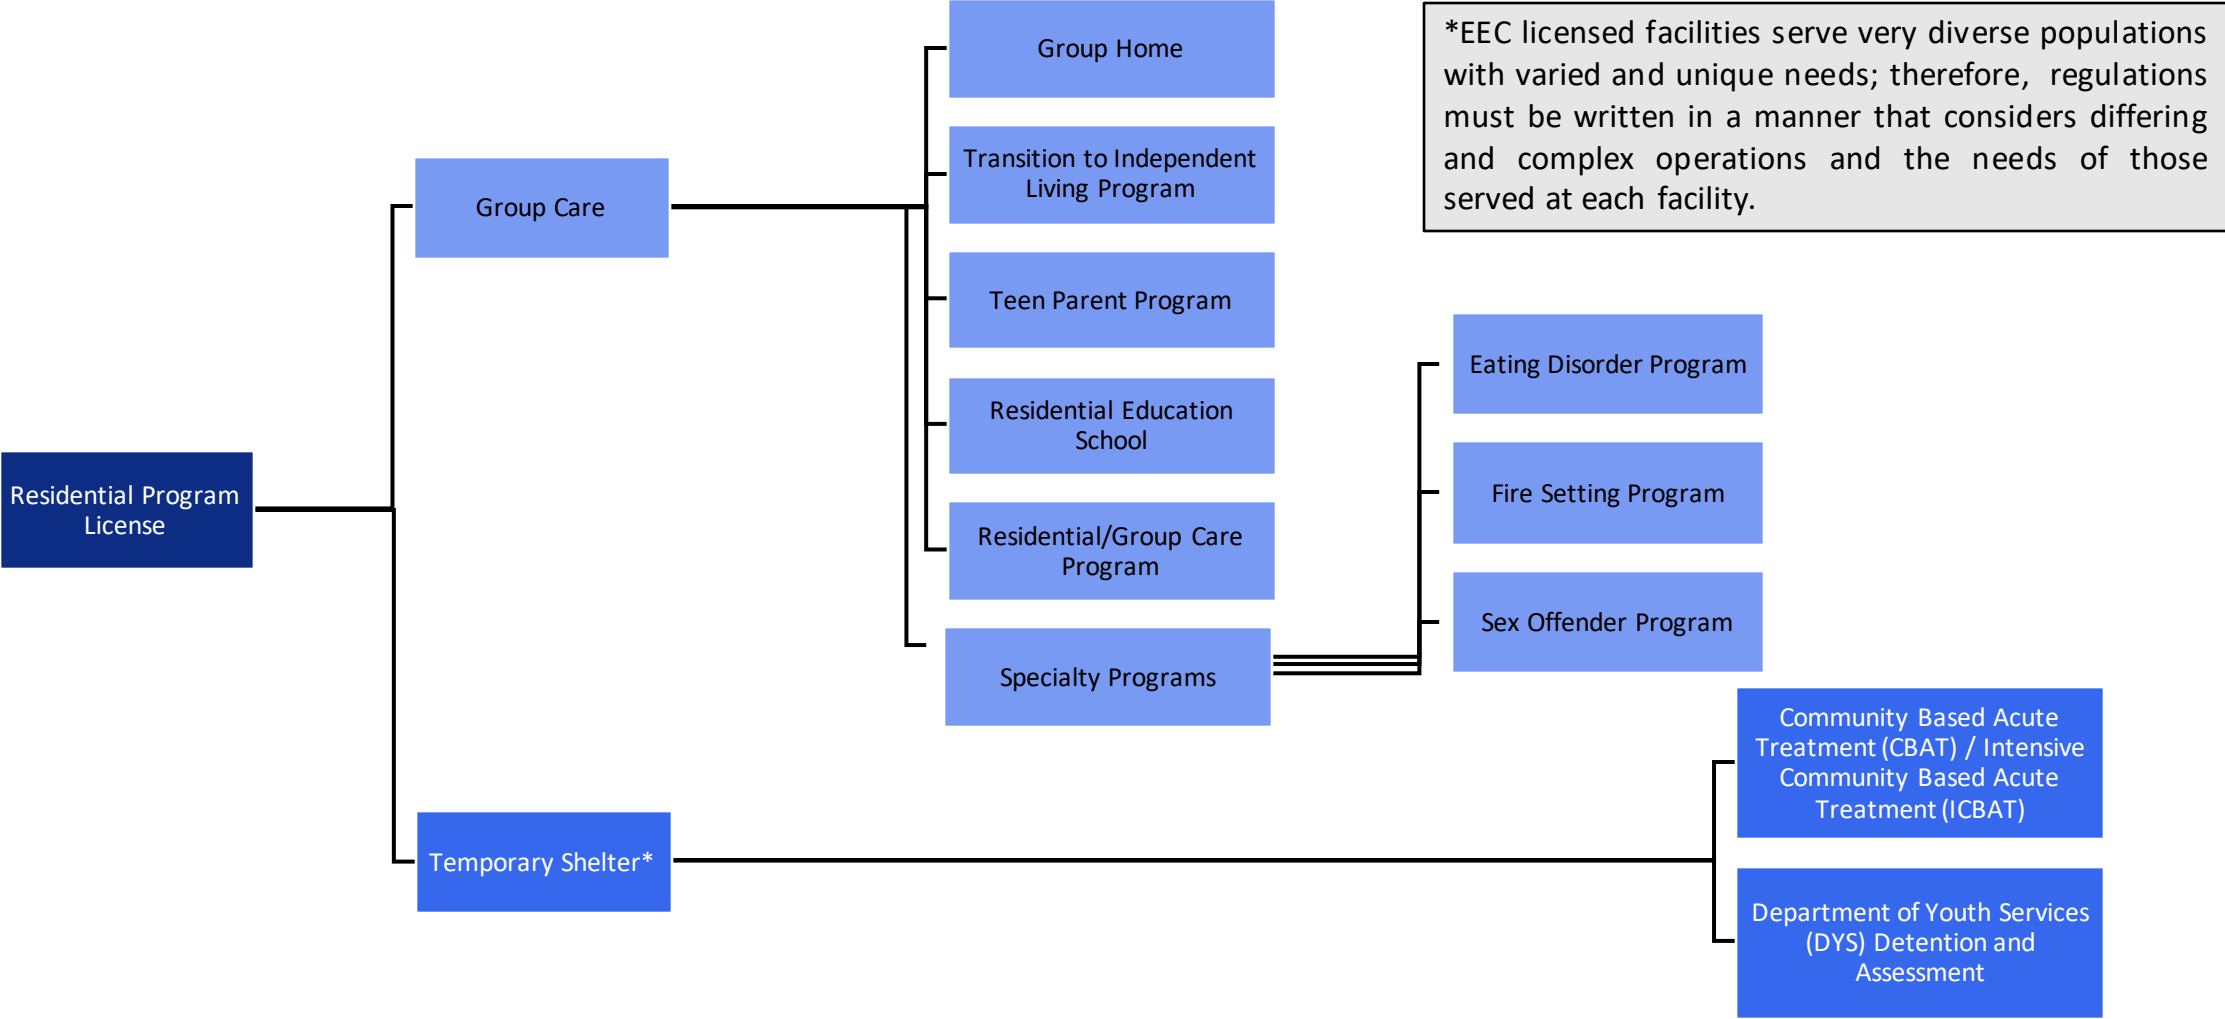 Group Home
*EEC licensed facilities serve very diverse populations
with varied and unique needs; therefore, regulations
must be written in a manner that considers differing
and complex operations and the needs of those
served at each facility.
Transition to Independent
Living Program
Group Care
Teen Parent Program
Eating Disorder Program
Residential Education
School
Residential Program
License
Fire Setting Program
Residential/Group Care
Program
Sex Offender Program
Specialty Programs
Community Based Acute
Treatment (CBAT) / Intensive
Community Based Acute
Treatment (ICBAT)
Temporary Shelter*
Department of Youth Services
(DYS) Detention and
Assessment